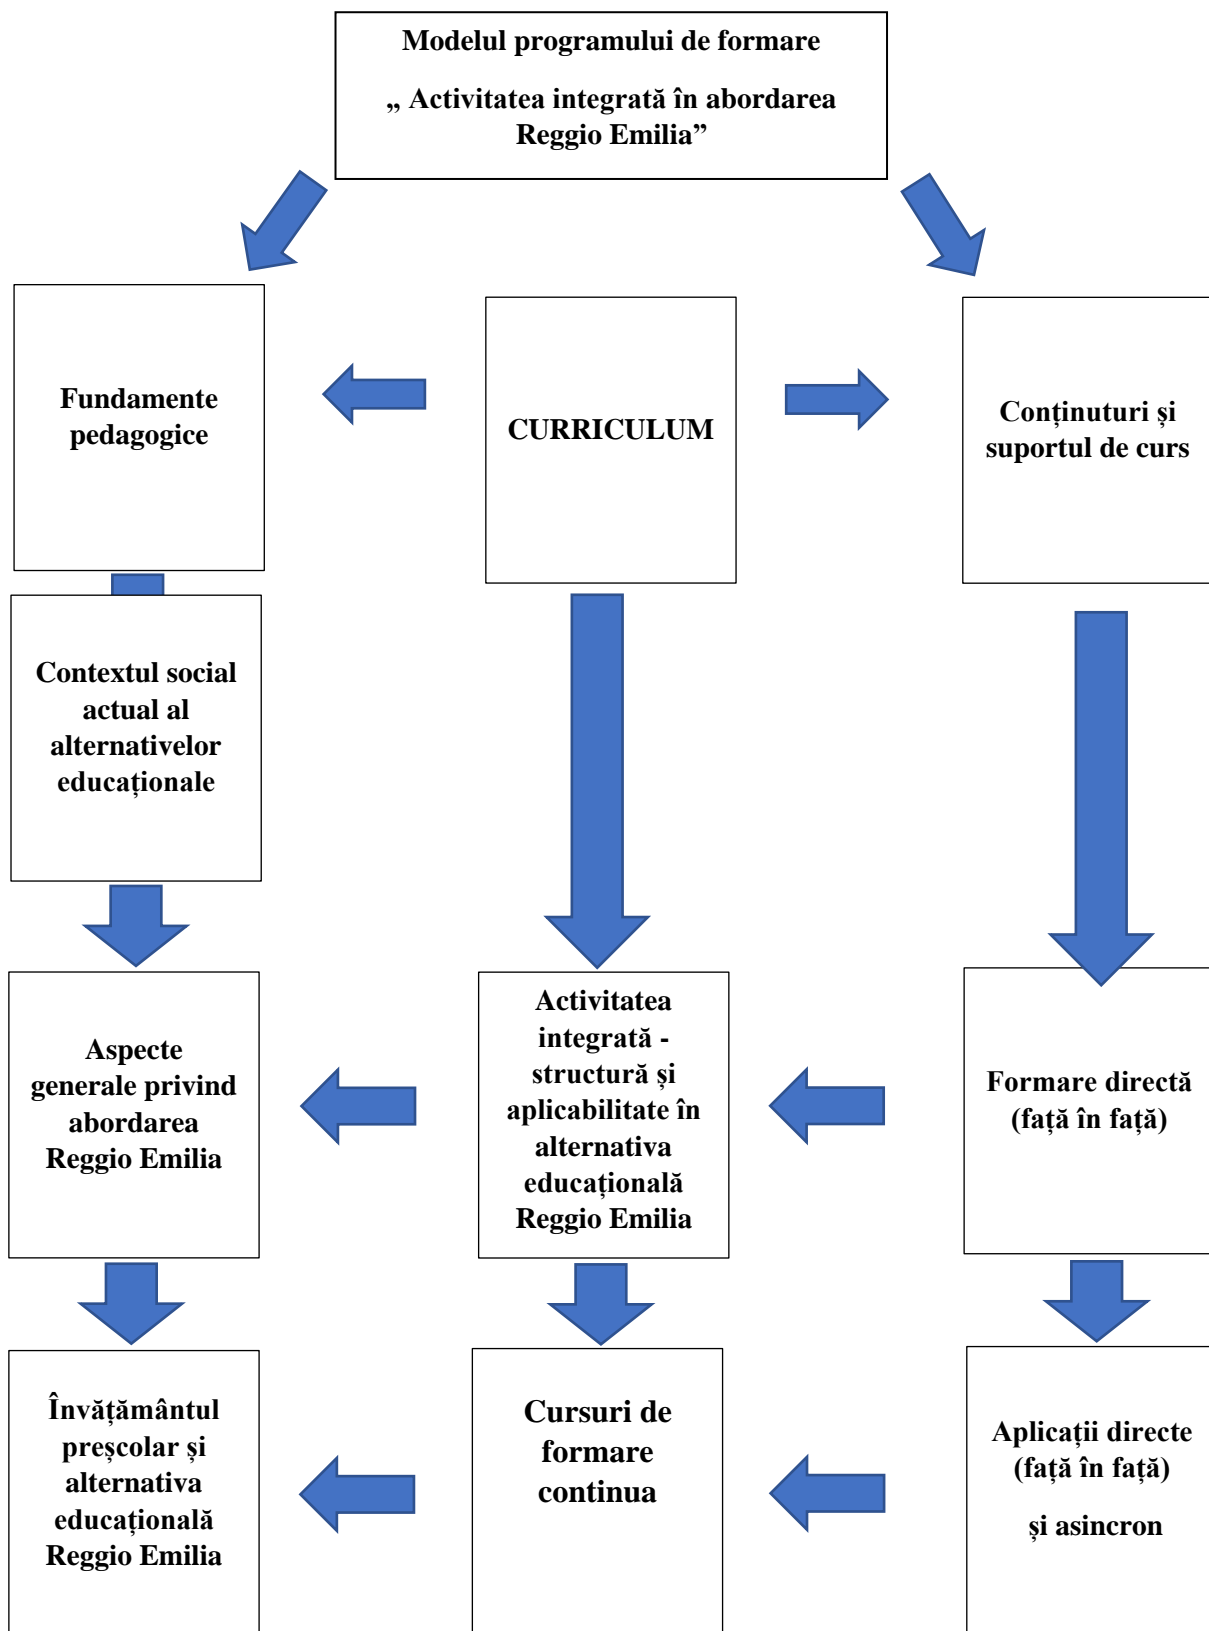 Modelul programului de formare
„ Activitatea integrată în abordarea
Reggio Emilia”
Fundamente
pedagogice
CURRICULUM
Conținuturi și
suportul de curs
Contextul social
actual al
alternativelor
educaționale
Aspecte
generale privind
abordarea
Reggio Emilia
Activitatea
integrată -
structură și
aplicabilitate în
alternativa
educațională
Reggio Emilia
Formare directă
(față în față)
Învățământul
preșcolar și
alternativa
educațională
Reggio Emilia
Cursuri de
formare
continua
Aplicații directe
(față în față)
și asincron